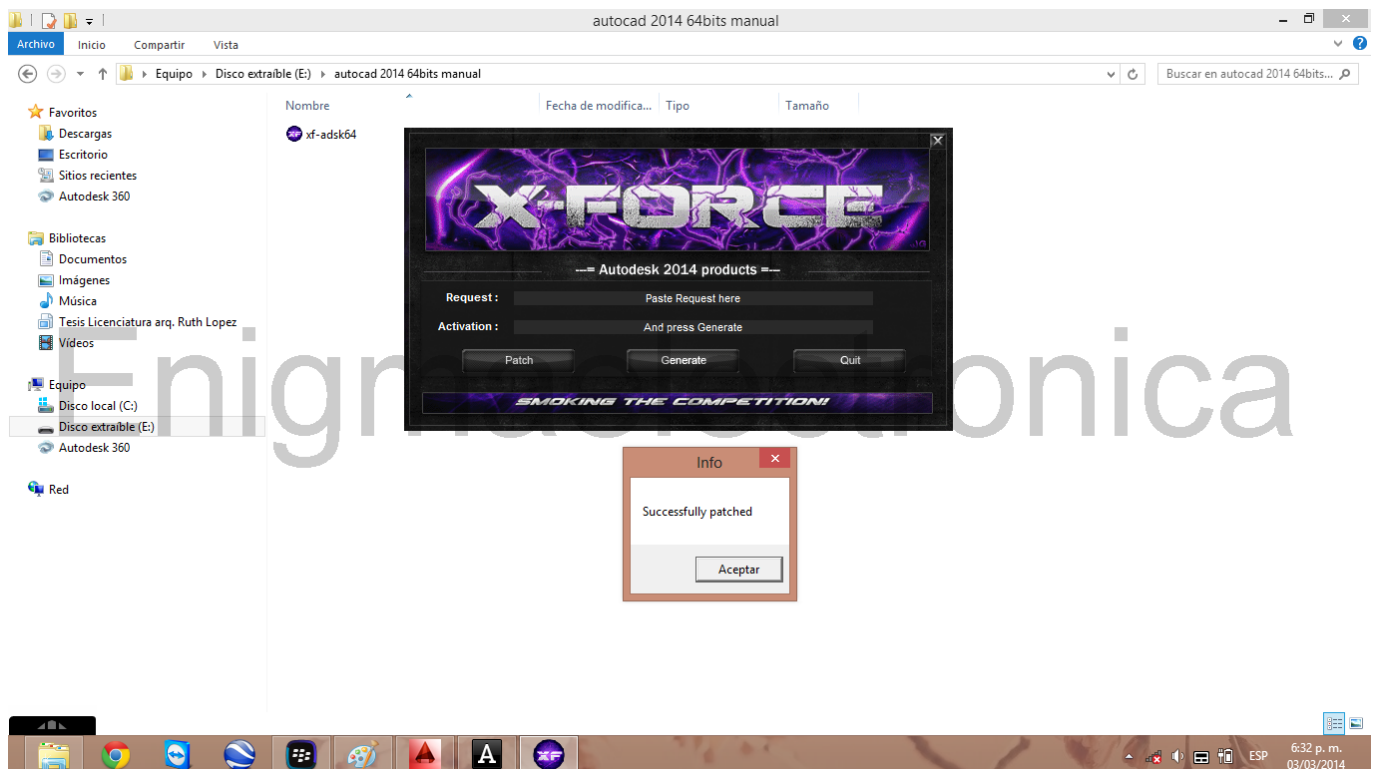 autocad 2014 64bits manual
Archivo Inicio Compartir Vista
Equipo Disco extraíble (E:) autocad 2014 64bits manual
Buscar en autocad 2014 64bits...
Favoritos
Descargas
Escritorio
Sitios recientes
Autodesk 360
Bibliotecas
Documentos
Imágenes
Música
Tesis Licenciatura arq. Ruth Lopez
Vídeos
Equipo
Disco local (C:)
Disco extraíble (E:)
Autodesk 360
Red
Nombre Fecha de modifica... Tipo Tamaño
xf-adsk64
X-FORCE
---= Autodesk 2014 products =---
Request : Paste Request here
Activation : And press Generate
Patch Generate Quit
SMOKING THE COMPETITION!
Enigmaelectronica
Info
Successfully patched
Aceptar
A
XF
ESP
6:32 p. m.
03/03/2014